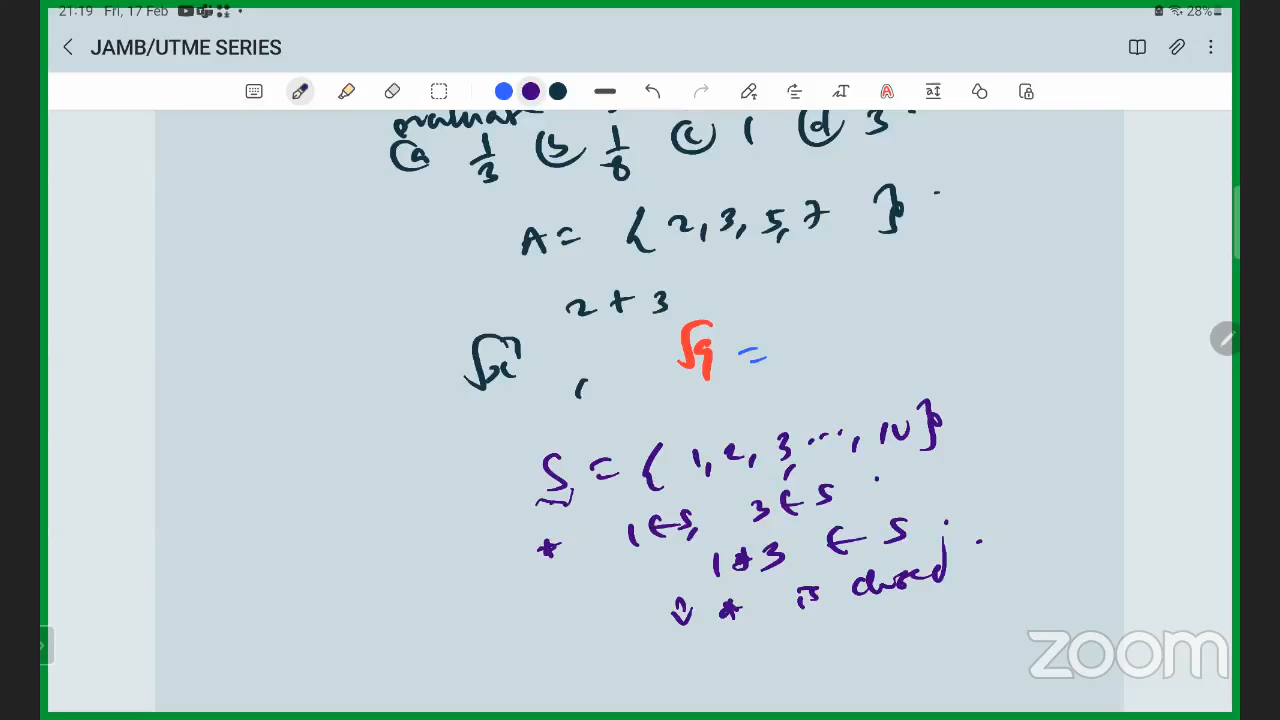 21:19 Fri, 17 Feb
28%
JAMB/UTME SERIES
evaluate
(a) 1/3 (b) 1/8 (c) 1 (d) 3
A = { 2, 3, 5, 7 }
2 + 3
√x , √9 =
S = { 1, 2, 3, ..., 10 }
* 1 ∈ S, 3 ∈ S
1 * 3 ∈ S
⇓ * is closed
zoom